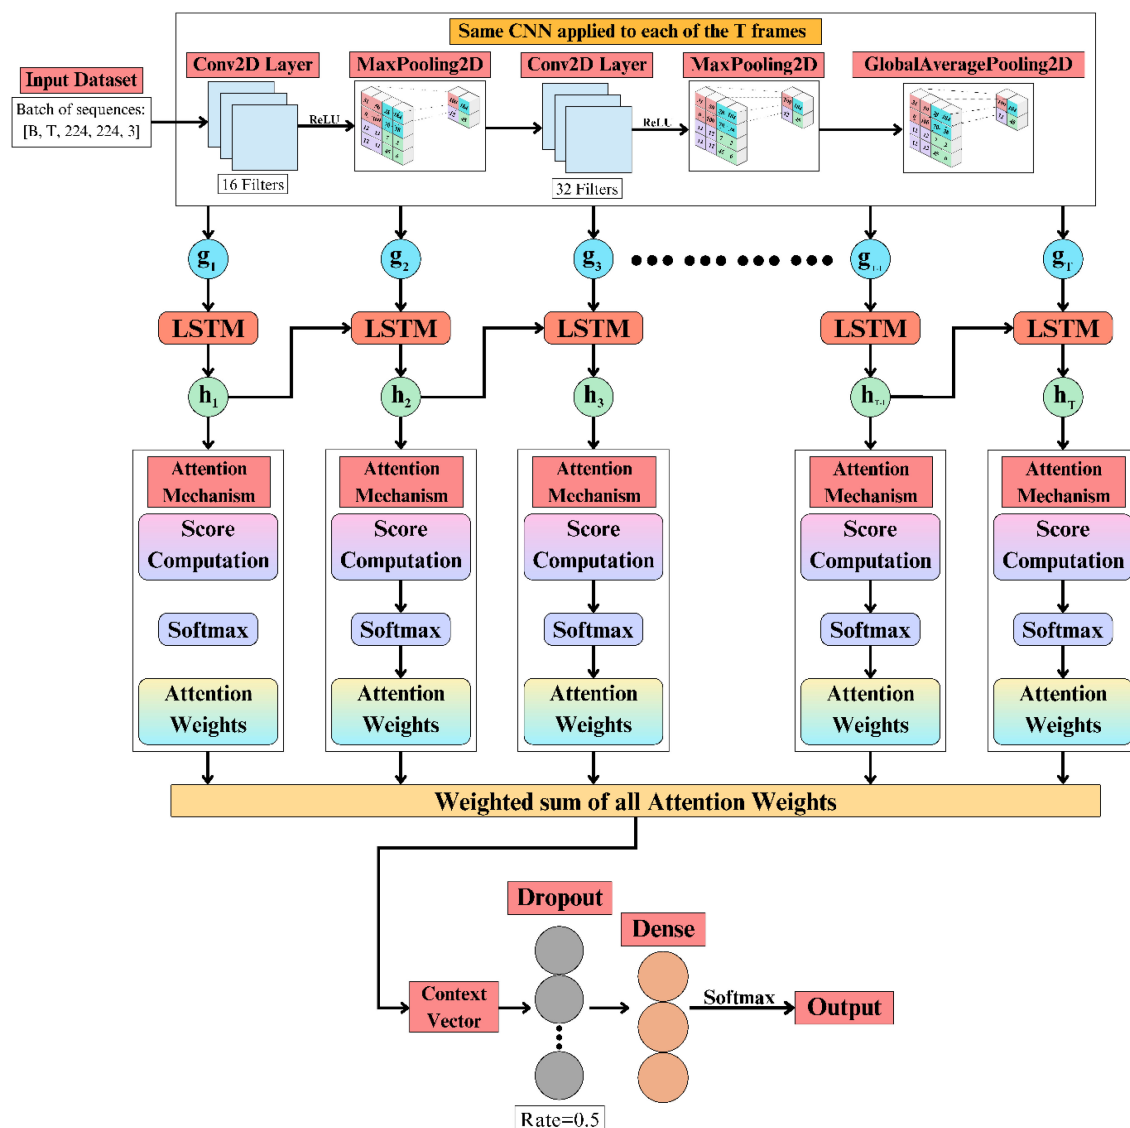 Same CNN applied to each of the T frames
Input Dataset
Conv2D Layer
MaxPooling2D
Conv2D Layer
MaxPooling2D
GlobalAveragePooling2D
Batch of sequences:
[B, T, 224, 224, 3]
ReLU
ReLU
16 Filters
32 Filters
g1
g2
g3
gT-1
gT
LSTM
LSTM
LSTM
LSTM
LSTM
h1
h2
h3
hT-1
hT
Attention
Mechanism
Score
Computation
Softmax
Attention
Weights
Attention
Mechanism
Score
Computation
Softmax
Attention
Weights
Attention
Mechanism
Score
Computation
Softmax
Attention
Weights
Attention
Mechanism
Score
Computation
Softmax
Attention
Weights
Attention
Mechanism
Score
Computation
Softmax
Attention
Weights
Weighted sum of all Attention Weights
Dropout
Dense
Context
Vector
Softmax
Output
Rate=0.5